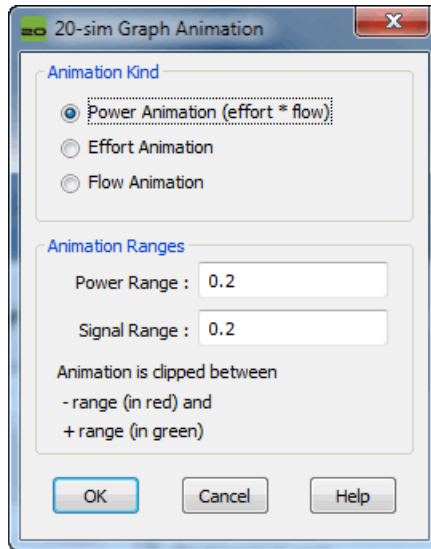 20 20-sim Graph Animation X
Animation Kind
Power Animation (effort * flow)
Effort Animation
Flow Animation
Animation Ranges
Power Range : 0.2
Signal Range : 0.2
Animation is clipped between
- range (in red) and
+ range (in green)
OK Cancel Help